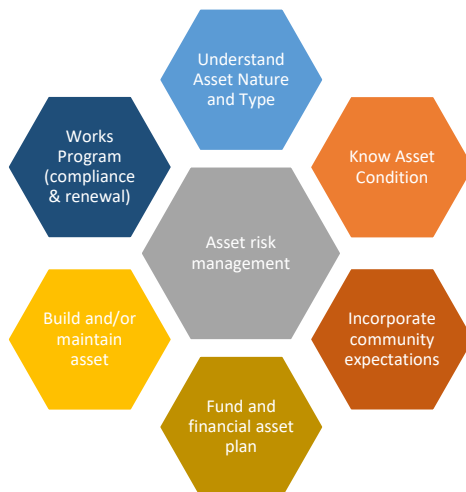 Understand
Asset Nature
and Type
Works
Program
(compliance
& renewal)
Know Asset
Condition
Asset risk
management
Build and/or
maintain
asset
Incorporate
community
expectations
Fund and
financial asset
plan